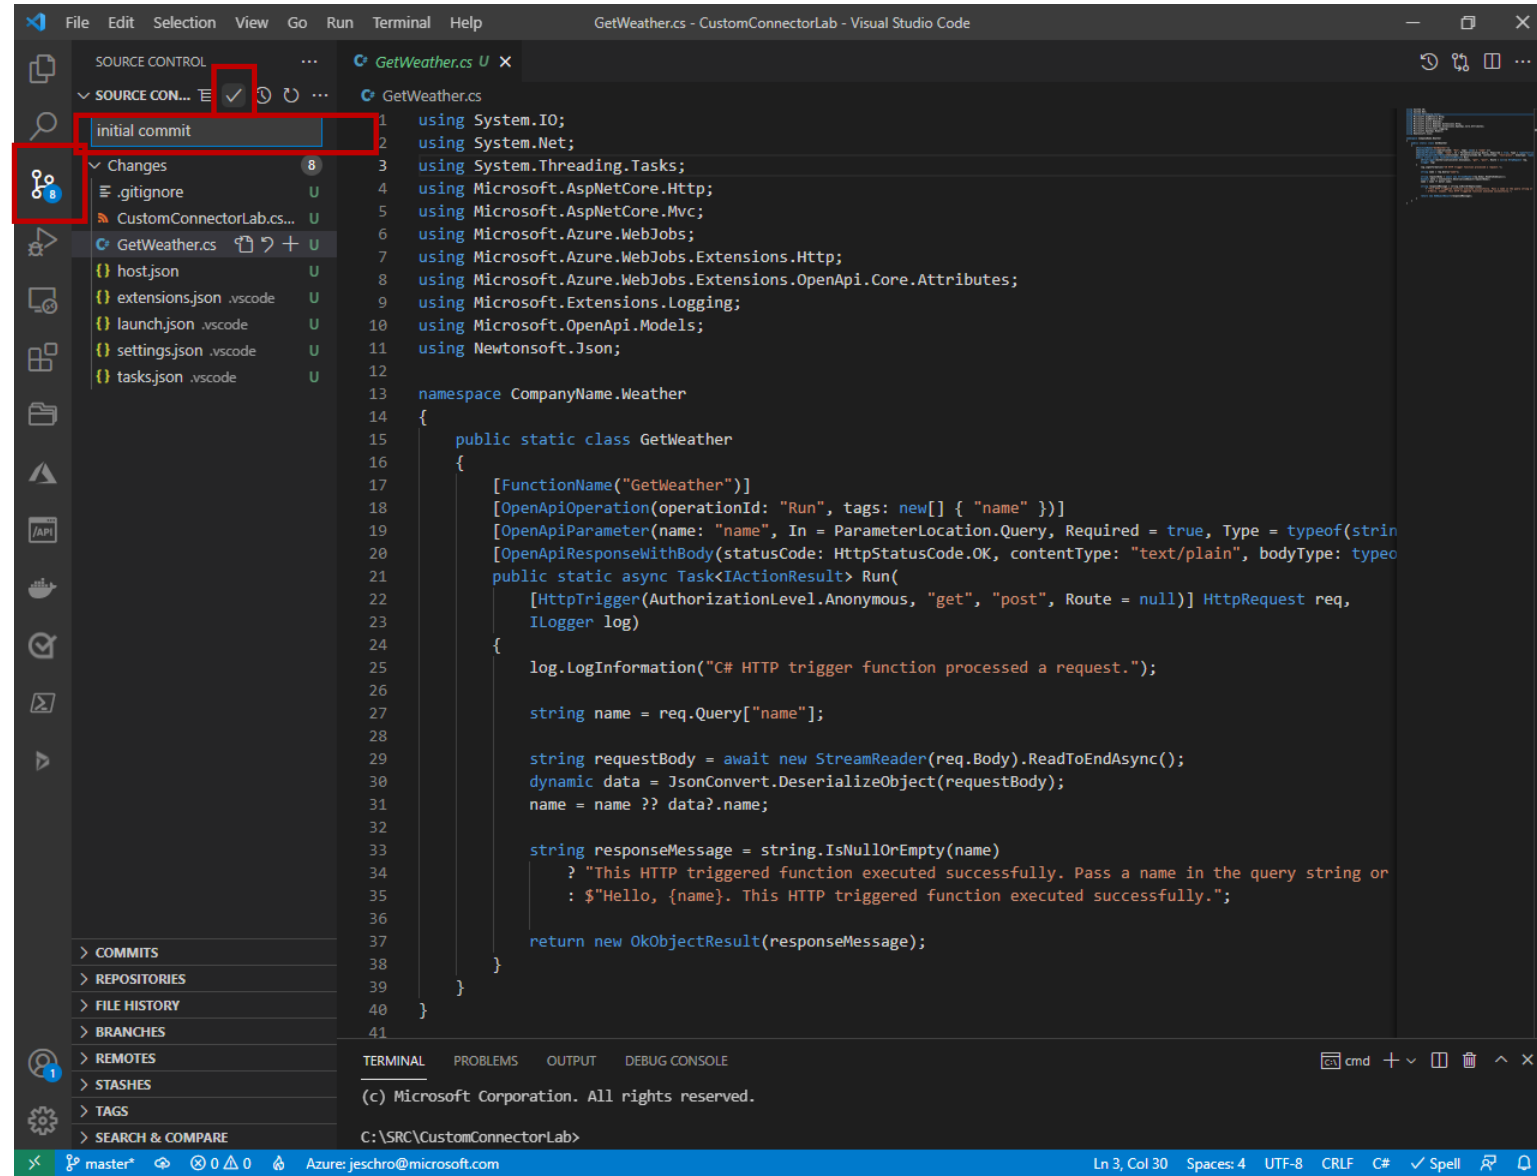 File Edit Selection View Go Run Terminal Help GetWeather.cs - CustomConnectorLab - Visual Studio Code
SOURCE CONTROL
SOURCE CON...
initial commit
Changes 8
.gitignore U
CustomConnectorLab.cs... U
GetWeather.cs U
host.json U
extensions.json .vscode U
launch.json .vscode U
settings.json .vscode U
tasks.json .vscode U
COMMITS
REPOSITORIES
FILE HISTORY
BRANCHES
REMOTES
STASHES
TAGS
SEARCH & COMPARE
8
/API
1
GetWeather.cs U
GetWeather.cs
1 using System.IO;
2 using System.Net;
3 using System.Threading.Tasks;
4 using Microsoft.AspNetCore.Http;
5 using Microsoft.AspNetCore.Mvc;
6 using Microsoft.Azure.WebJobs;
7 using Microsoft.Azure.WebJobs.Extensions.Http;
8 using Microsoft.Azure.WebJobs.Extensions.OpenApi.Core.Attributes;
9 using Microsoft.Extensions.Logging;
10 using Microsoft.OpenApi.Models;
11 using Newtonsoft.Json;
12
13 namespace CompanyName.Weather
14 {
15 public static class GetWeather
16 {
17 [FunctionName("GetWeather")]
18 [OpenApiOperation(operationId: "Run", tags: new[] { "name" })]
19 [OpenApiParameter(name: "name", In = ParameterLocation.Query, Required = true, Type = typeof(strin
20 [OpenApiResponseWithBody(statusCode: HttpStatusCode.OK, contentType: "text/plain", bodyType: typeo
21 public static async Task<IActionResult> Run(
22 [HttpTrigger(AuthorizationLevel.Anonymous, "get", "post", Route = null)] HttpRequest req,
23 ILogger log)
24 {
25 log.LogInformation("C# HTTP trigger function processed a request.");
26
27 string name = req.Query["name"];
28
29 string requestBody = await new StreamReader(req.Body).ReadToEndAsync();
30 dynamic data = JsonConvert.DeserializeObject(requestBody);
31 name = name ?? data?.name;
32
33 string responseMessage = string.IsNullOrEmpty(name)
34 ? "This HTTP triggered function executed successfully. Pass a name in the query string or
35 : $"Hello, {name}. This HTTP triggered function executed successfully.";
36
37 return new OkObjectResult(responseMessage);
38 }
39 }
40 }
41
TERMINAL PROBLEMS OUTPUT DEBUG CONSOLE cmd
(c) Microsoft Corporation. All rights reserved.
C:\SRC\CustomConnectorLab>
master* 0 0 Azure: jeschro@microsoft.com Ln 3, Col 30 Spaces: 4 UTF-8 CRLF C# Spell